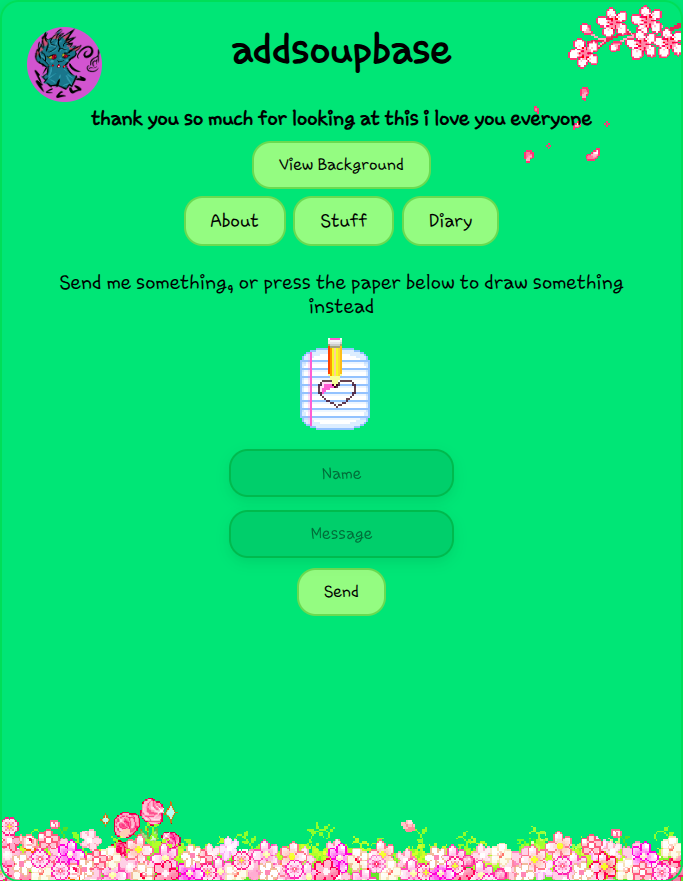 addsoupbase
thank you so much for looking at this i love you everyone
View Background
About Stuff Diary
Send me something, or press the paper below to draw something
instead
Name
Message
Send